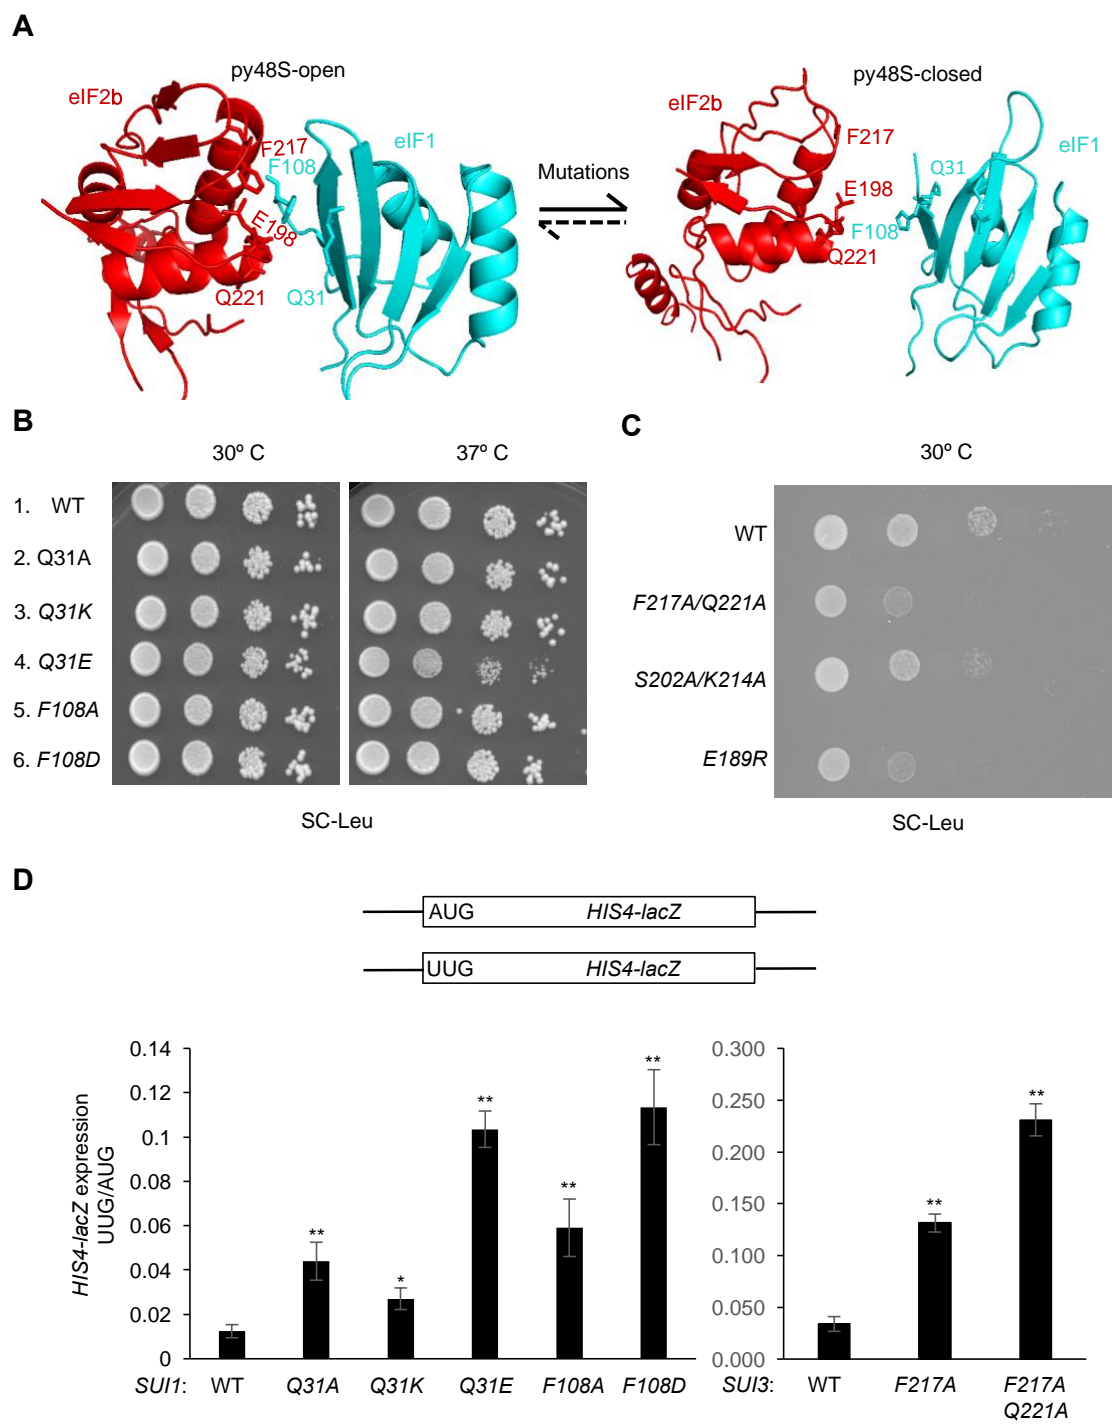 A
py48S-open
eIF2b
F217
F108
eIF1
E198
Q221
Q31
Mutations
py48S-closed
eIF2b
F217
eIF1
Q31
E198
F108
Q221
B
30º C
37º C
1. WT
2. Q31A
3. Q31K
4. Q31E
5. F108A
6. F108D
SC-Leu
C
30º C
WT
F217A/Q221A
S202A/K214A
E189R
SC-Leu
D
AUG HIS4-lacZ
UUG HIS4-lacZ
HIS4-lacZ expression
UUG/AUG
0.14
0.12
0.1
0.08
0.06
0.04
0.02
0
**
*
**
**
**
SUI1: WT Q31A Q31K Q31E F108A F108D
0.300
0.250
0.200
0.150
0.100
0.050
0.000
**
**
SUI3: WT F217A F217A
Q221A